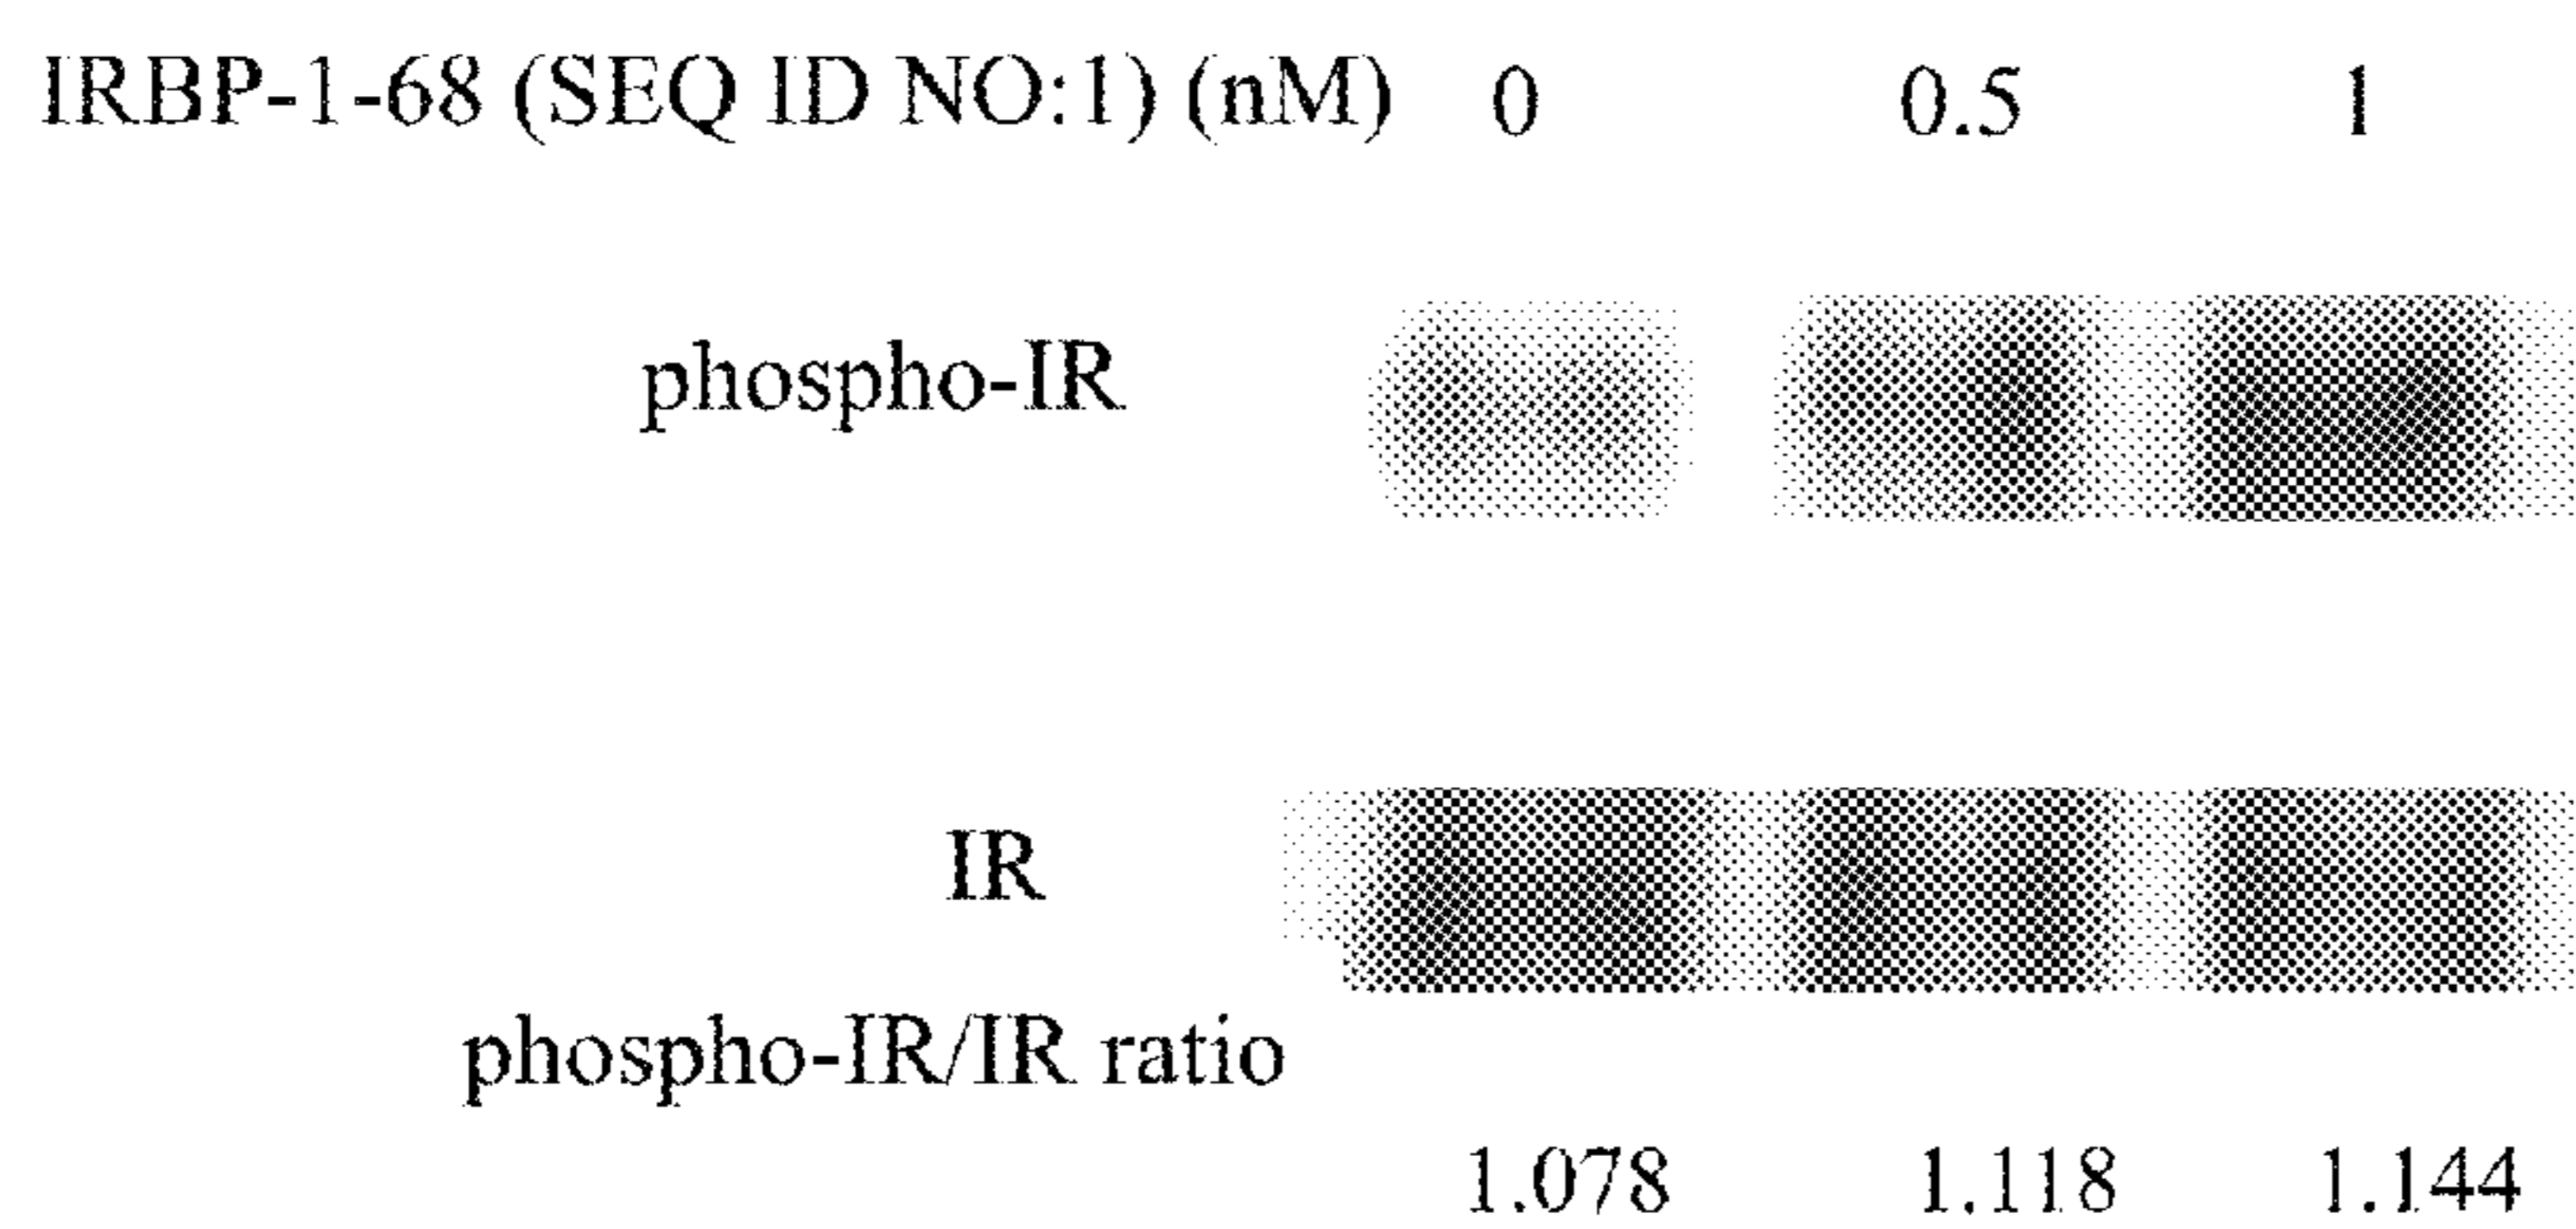 IRBP-1-68 (SEQ ID NO:1) (nM) 0 0.5 1
phospho-IR
IR
phospho-IR/IR ratio
1.078 1.118 1.144